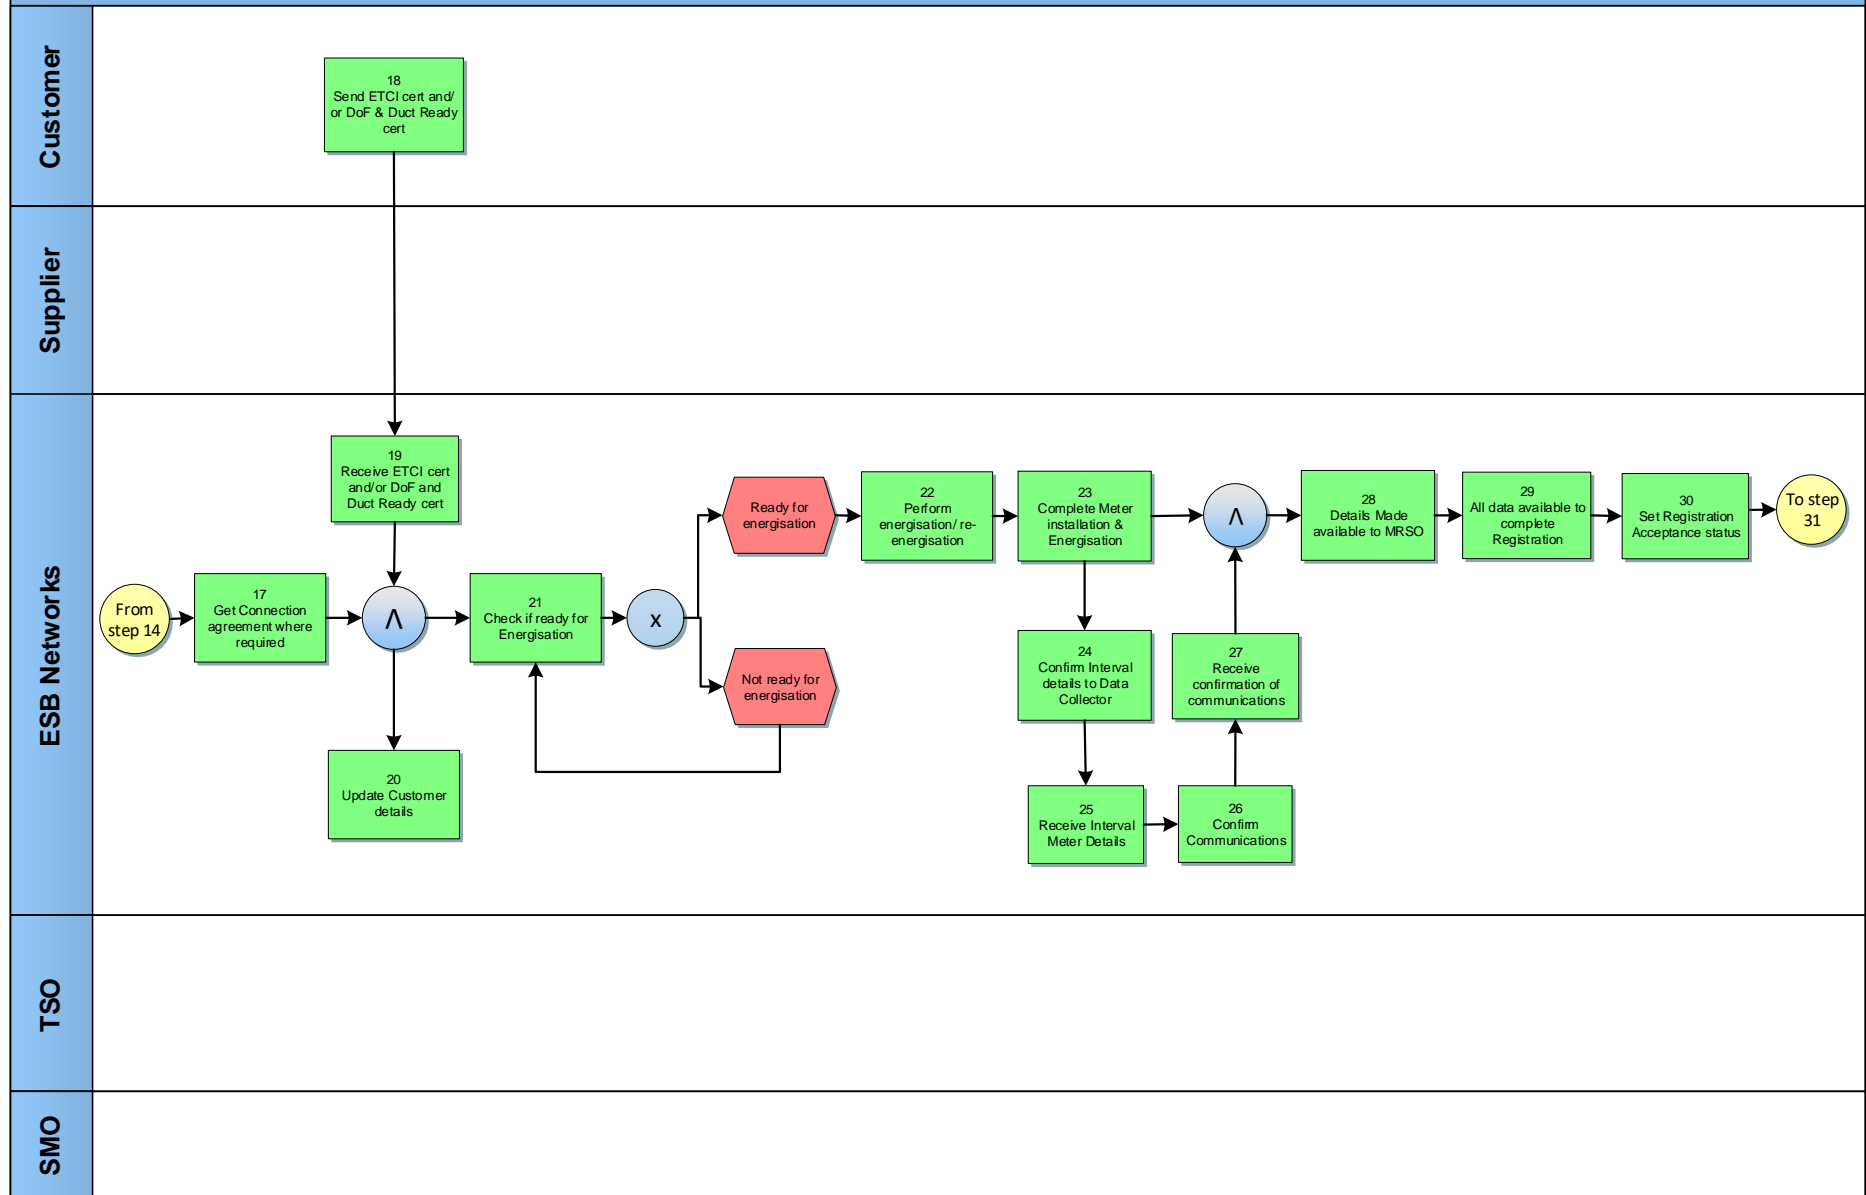 Customer
18
Send ETCI cert and/
or DoF & Duct Ready
cert
Supplier
ESB Networks
19
Receive ETCI cert
and/or DoF and
Duct Ready cert
From
step 14
17
Get Connection
agreement where
required
Λ
20
Update Customer
details
21
Check if ready for
Energisation
x
Ready for
energisation
Not ready for
energisation
22
Perform
energisation/ re-
energisation
23
Complete Meter
installation &
Energisation
24
Confirm Interval
details to Data
Collector
25
Receive Interval
Meter Details
26
Confirm
Communications
27
Receive
confirmation of
communications
Λ
28
Details Made
available to MRSO
29
All data available to
complete
Registration
30
Set Registration
Acceptance status
To step
31
TSO
SMO